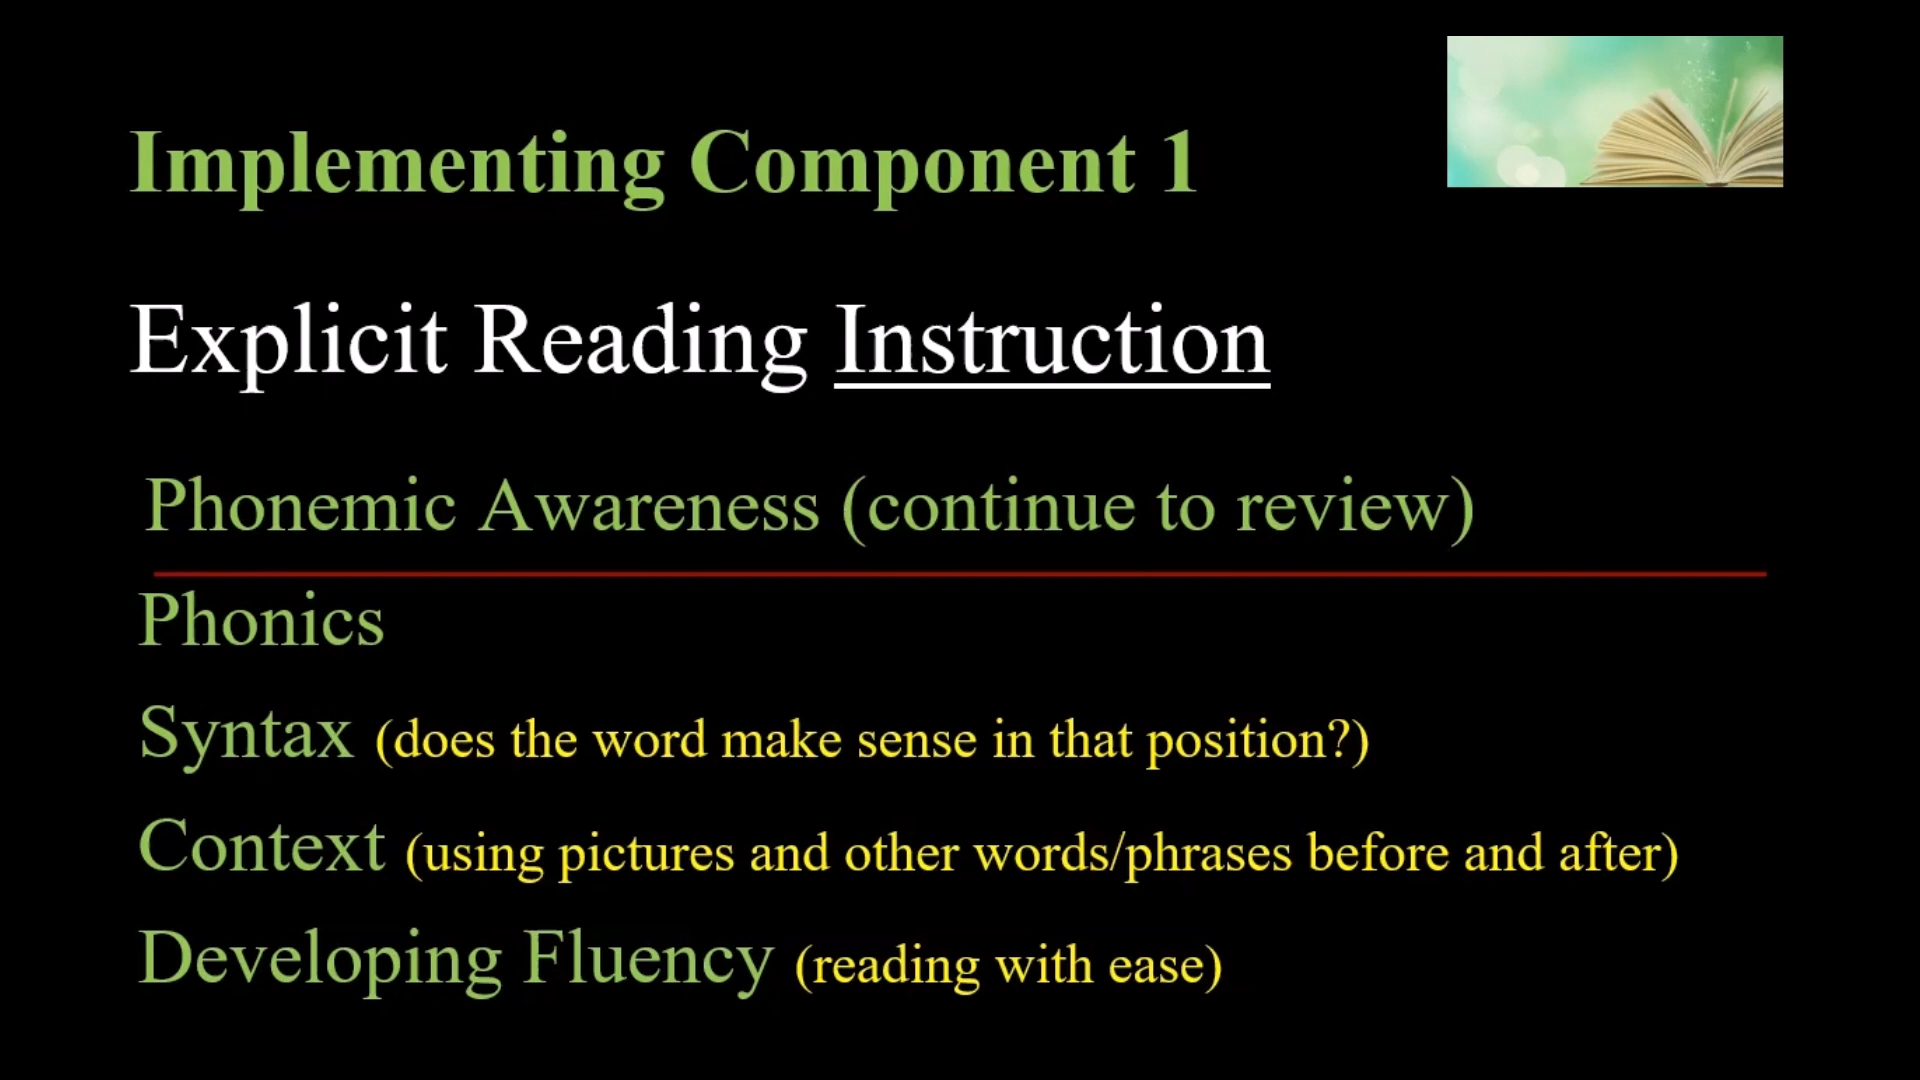 Implementing Component 1
Explicit Reading Instruction
Phonemic Awareness (continue to review)
Phonics
Syntax (does the word make sense in that position?)
Context (using pictures and other words/phrases before and after)
Developing Fluency (reading with ease)